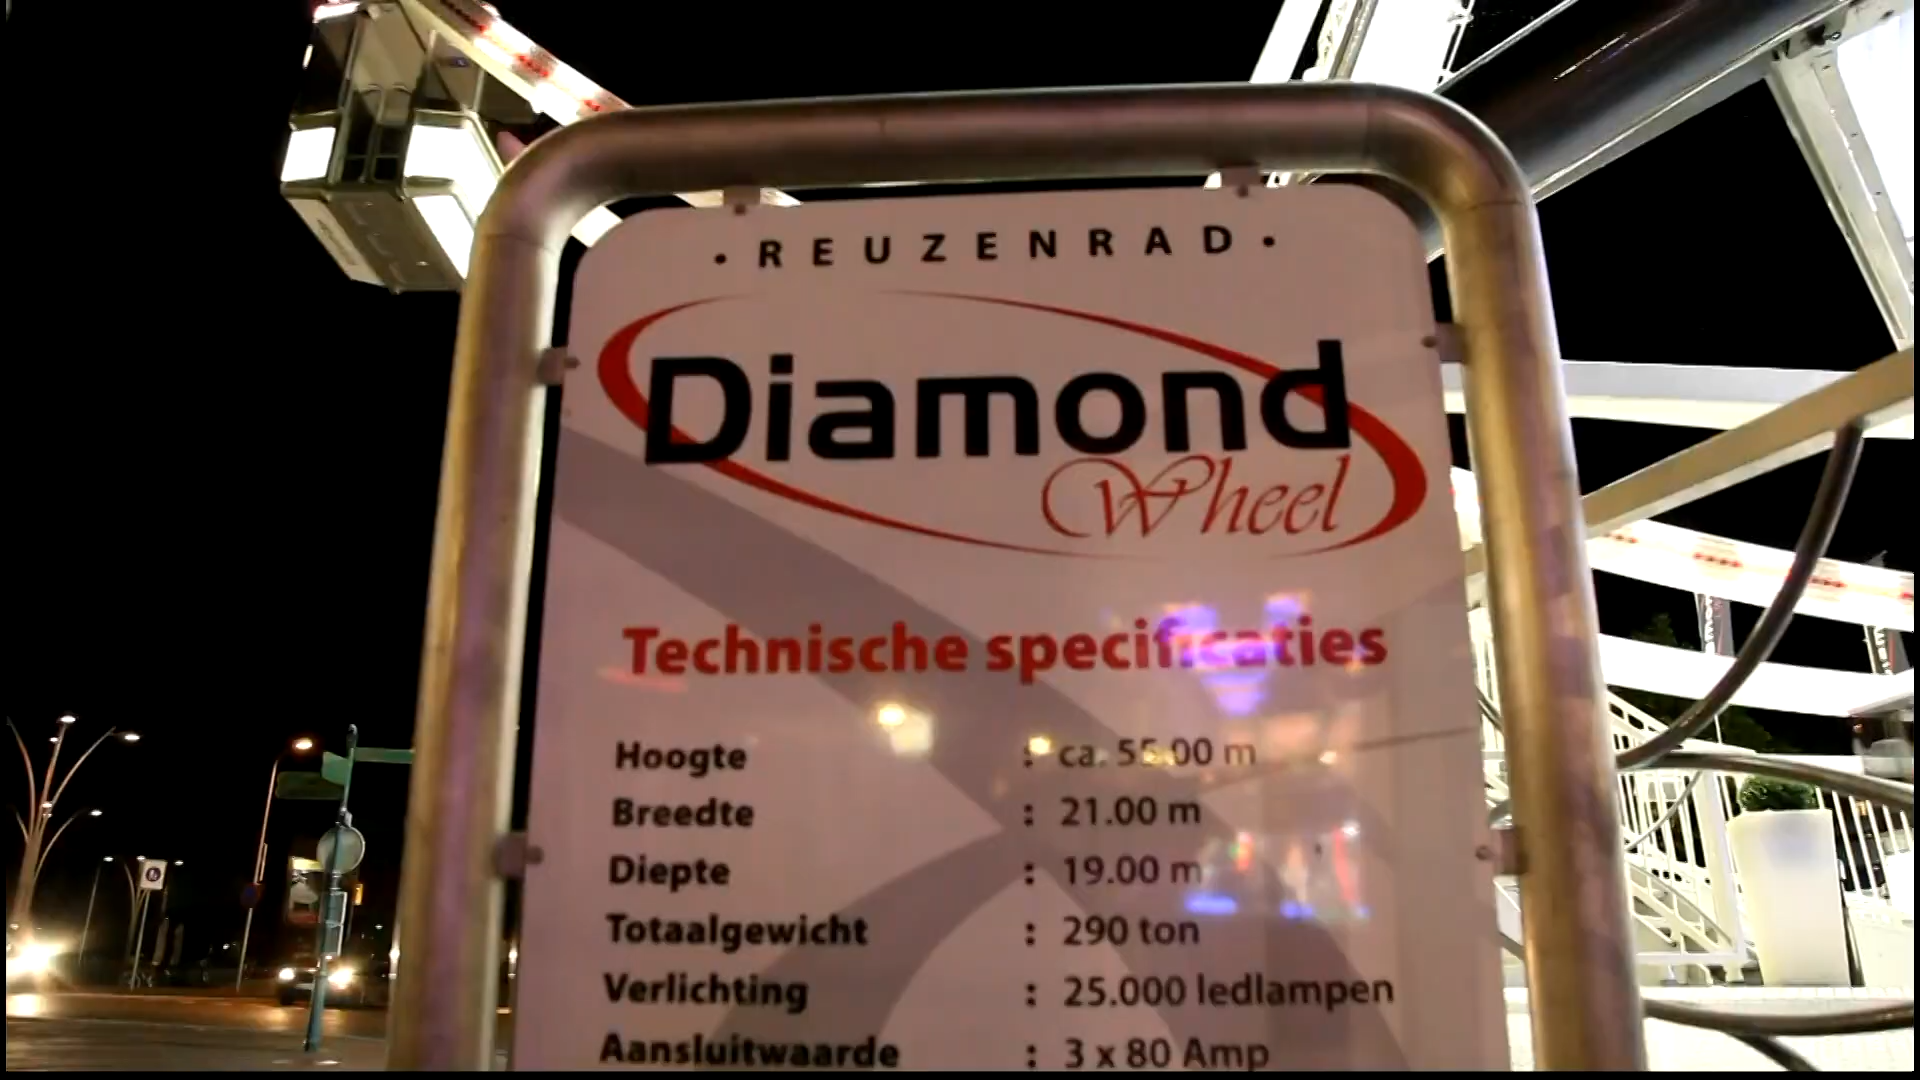 · REUZENRAD ·
Diamond
Wheel
Technische specificaties
Hoogte : ca. 55.00 m
Breedte : 21.00 m
Diepte : 19.00 m
Totaalgewicht : 290 ton
Verlichting : 25.000 ledlampen
Aansluitwaarde : 3 x 80 Amp